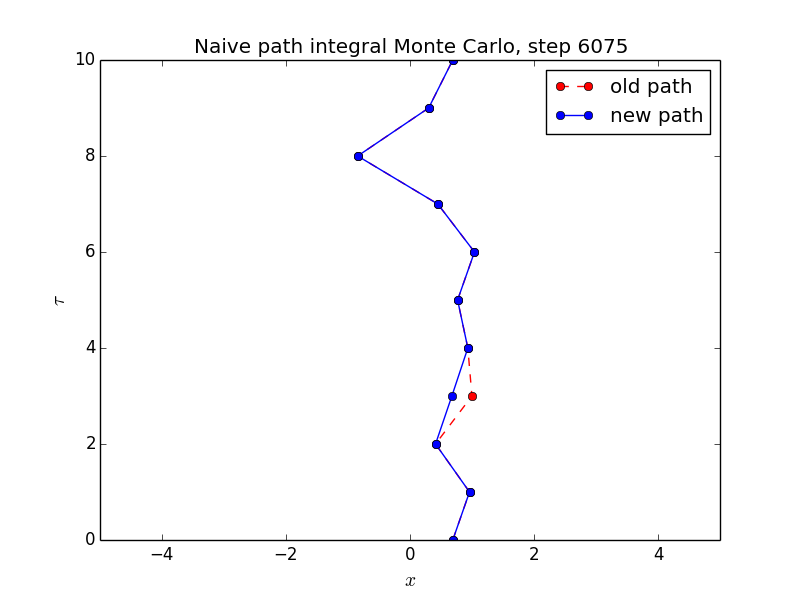 Naive path integral Monte Carlo, step 6075
10
old path
new path
8
6
τ
4
2
0
−4 −2 0 2 4
x